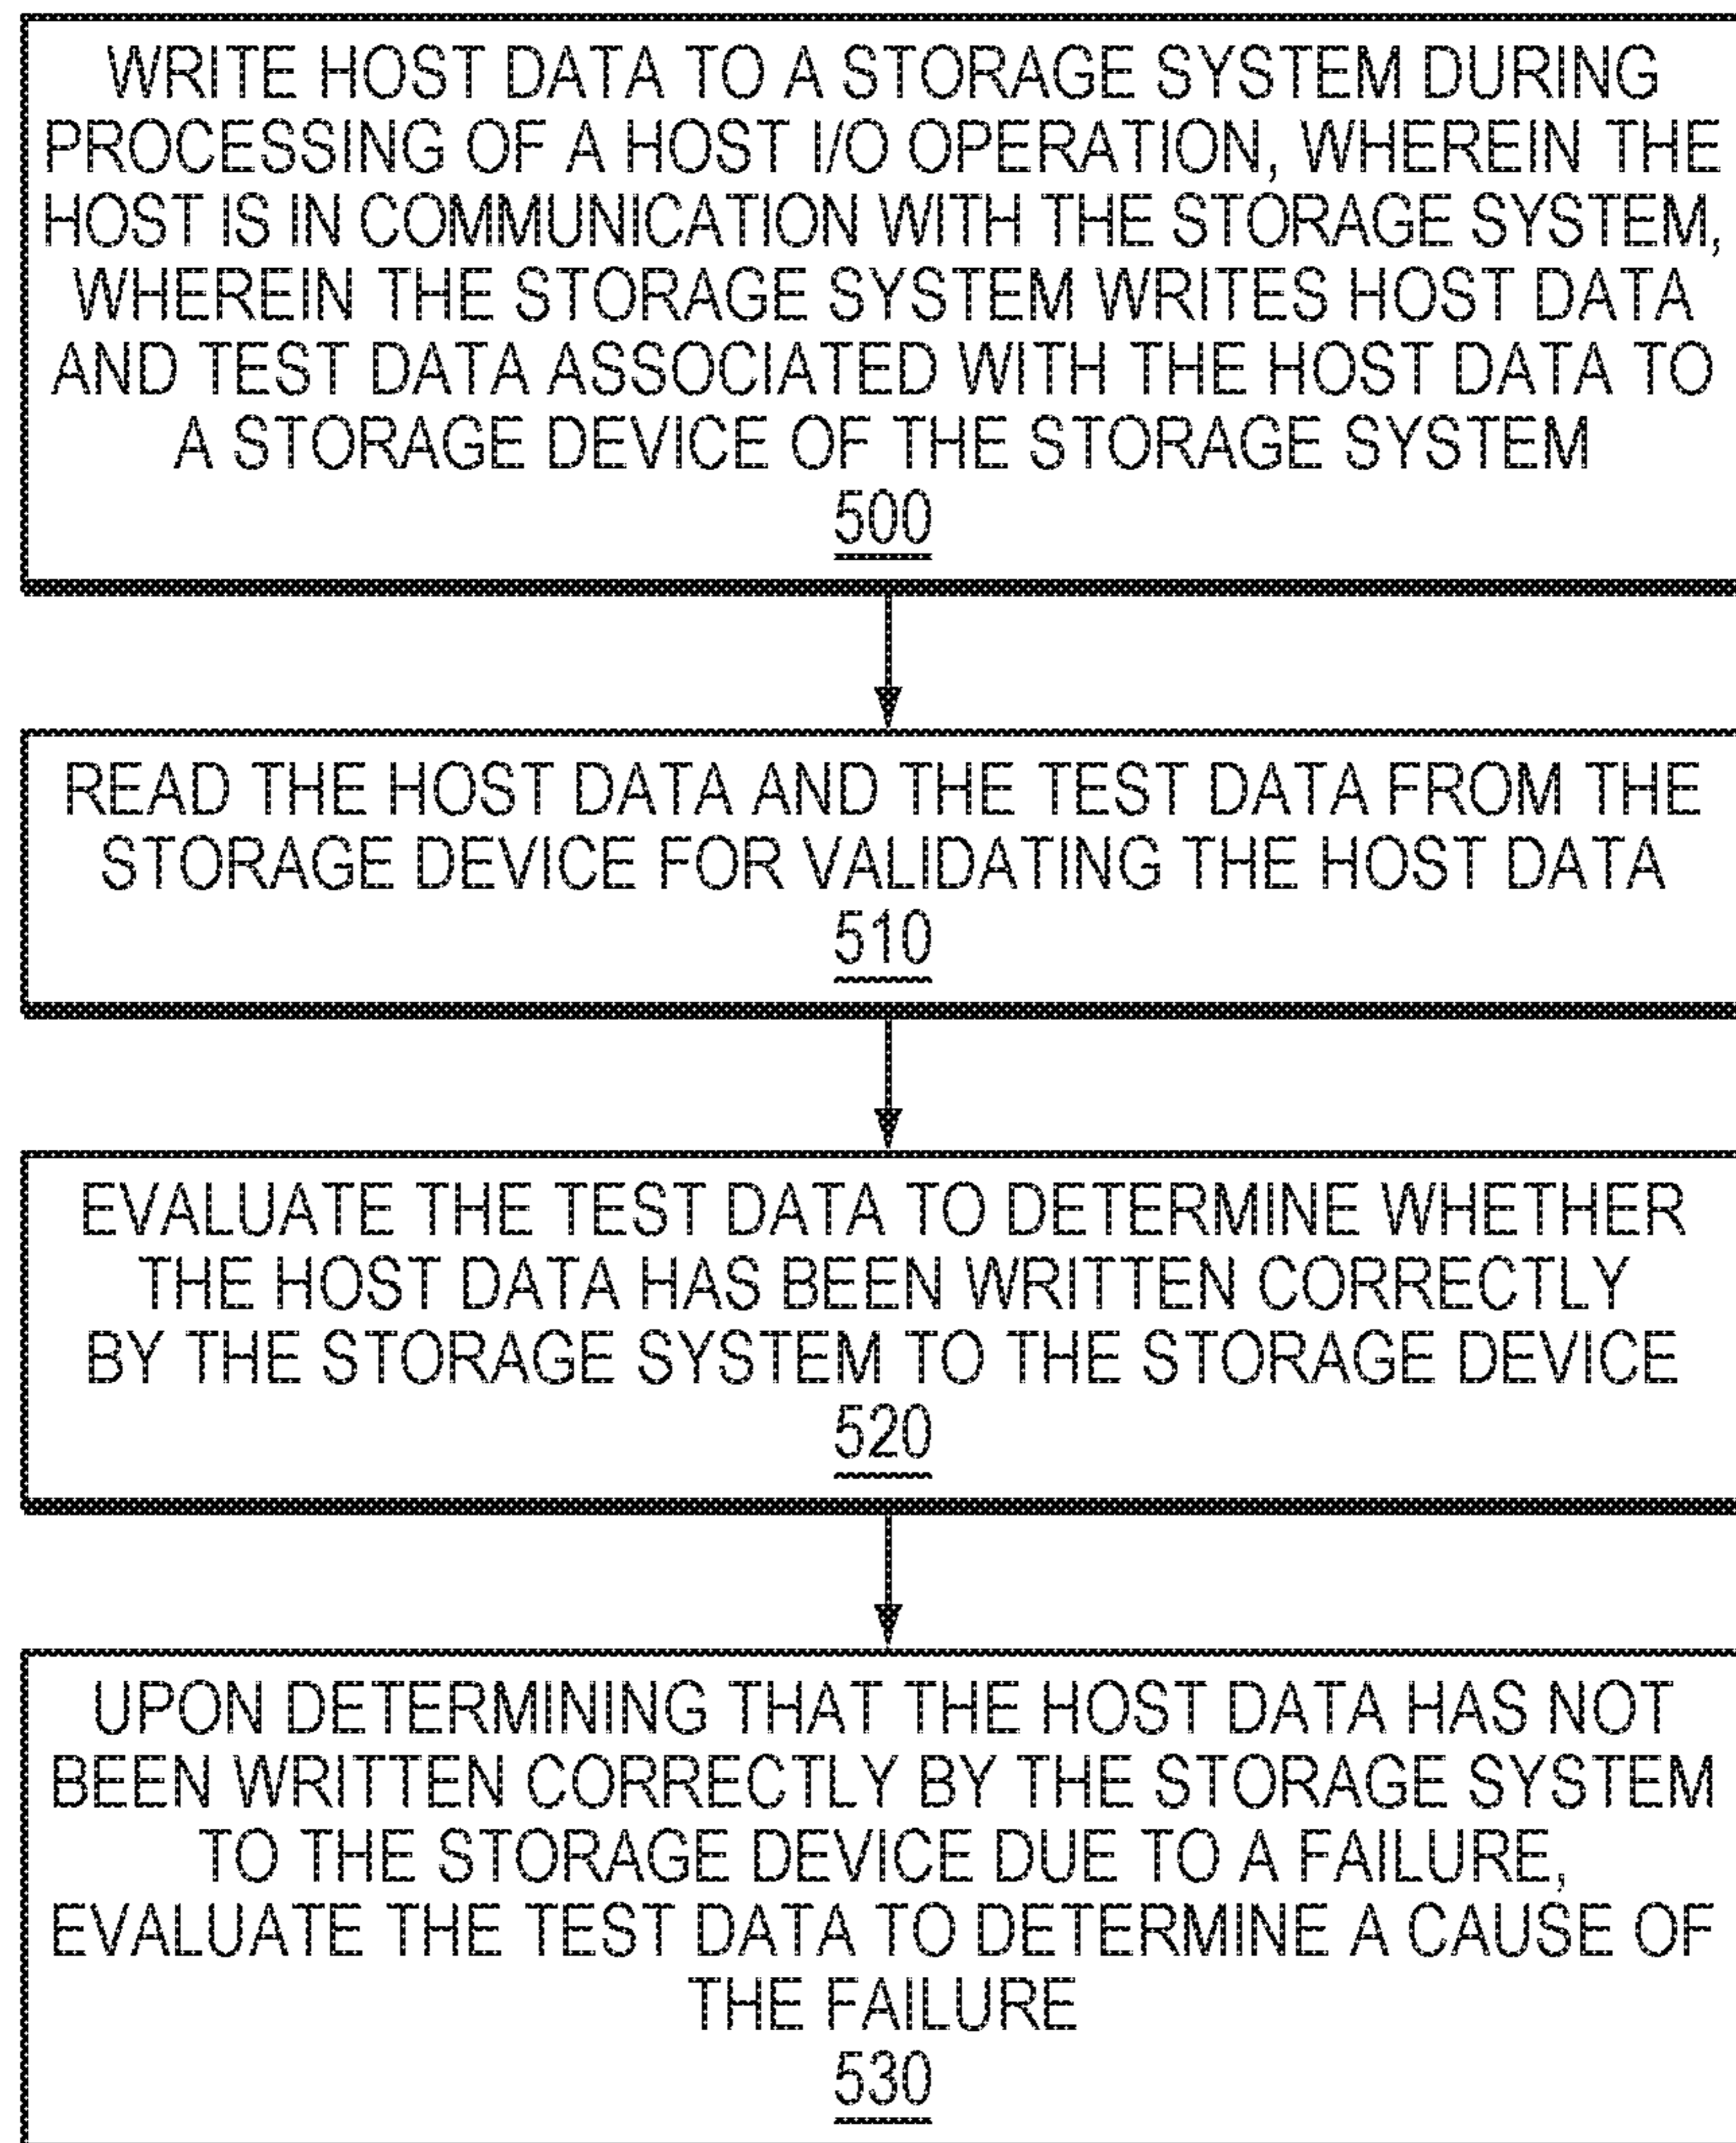 WRITE HOST DATA TO A STORAGE SYSTEM DURING
PROCESSING OF A HOST I/O OPERATION, WHEREIN THE
HOST IS IN COMMUNICATION WITH THE STORAGE SYSTEM,
WHEREIN THE STORAGE SYSTEM WRITES HOST DATA
AND TEST DATA ASSOCIATED WITH THE HOST DATA TO
A STORAGE DEVICE OF THE STORAGE SYSTEM
500
READ THE HOST DATA AND THE TEST DATA FROM THE
STORAGE DEVICE FOR VALIDATING THE HOST DATA
510
EVALUATE THE TEST DATA TO DETERMINE WHETHER
THE HOST DATA HAS BEEN WRITTEN CORRECTLY
BY THE STORAGE SYSTEM TO THE STORAGE DEVICE
520
UPON DETERMINING THAT THE HOST DATA HAS NOT
BEEN WRITTEN CORRECTLY BY THE STORAGE SYSTEM
TO THE STORAGE DEVICE DUE TO A FAILURE,
EVALUATE THE TEST DATA TO DETERMINE A CAUSE OF
THE FAILURE
530